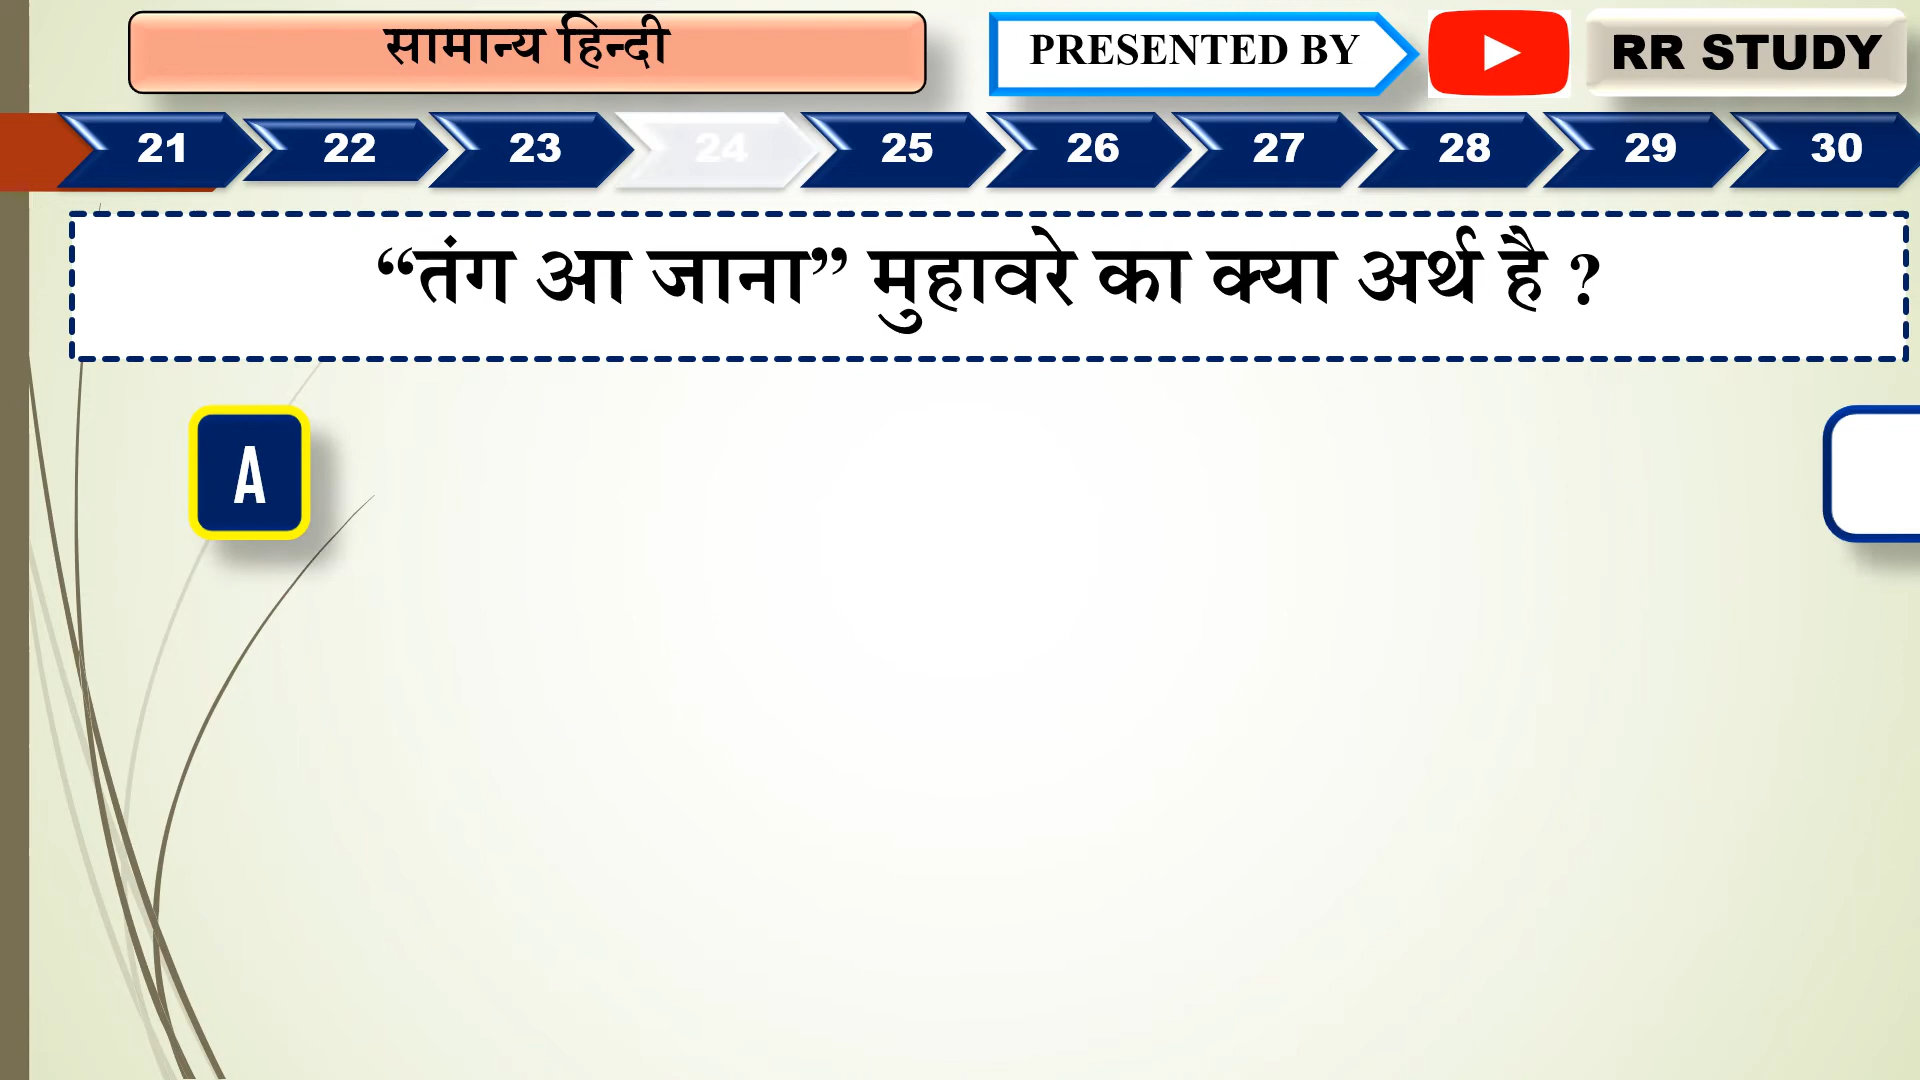 सामान्य हिन्दी
PRESENTED BY
RR STUDY
21 22 23 24 25 26 27 28 29 30
“तंग आ जाना” मुहावरे का क्या अर्थ है ?
A